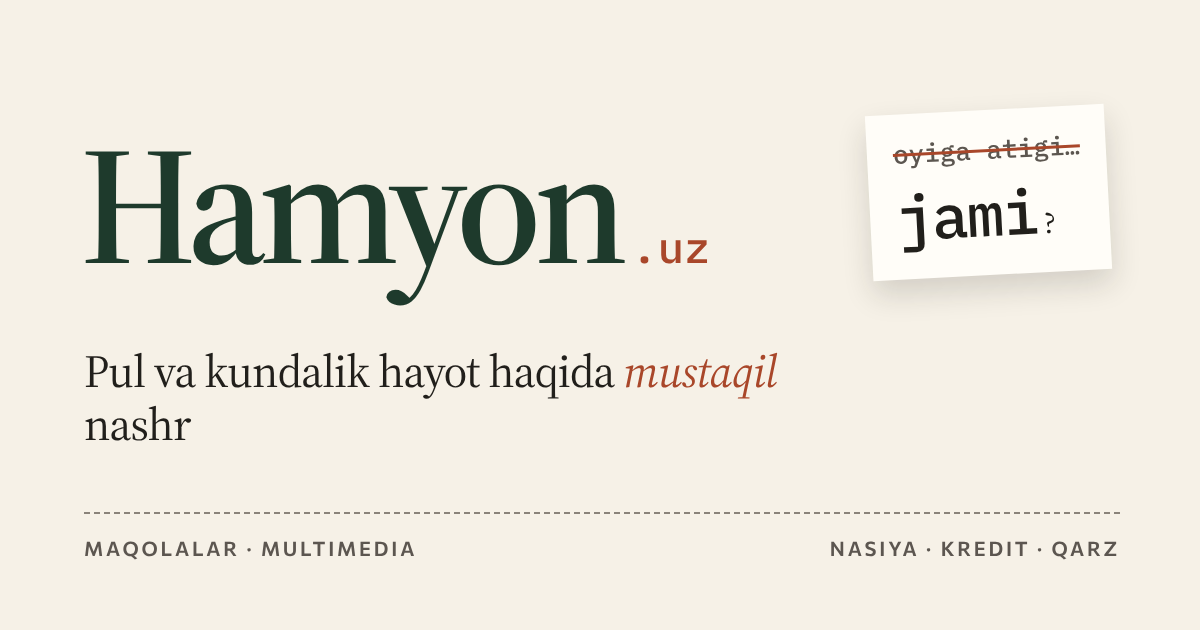 oyiga atigi…
jami?
Hamyon.uz
Pul va kundalik hayot haqida mustaqil
nashr
MAQOLALAR · MULTIMEDIA
NASIYA · KREDIT · QARZ